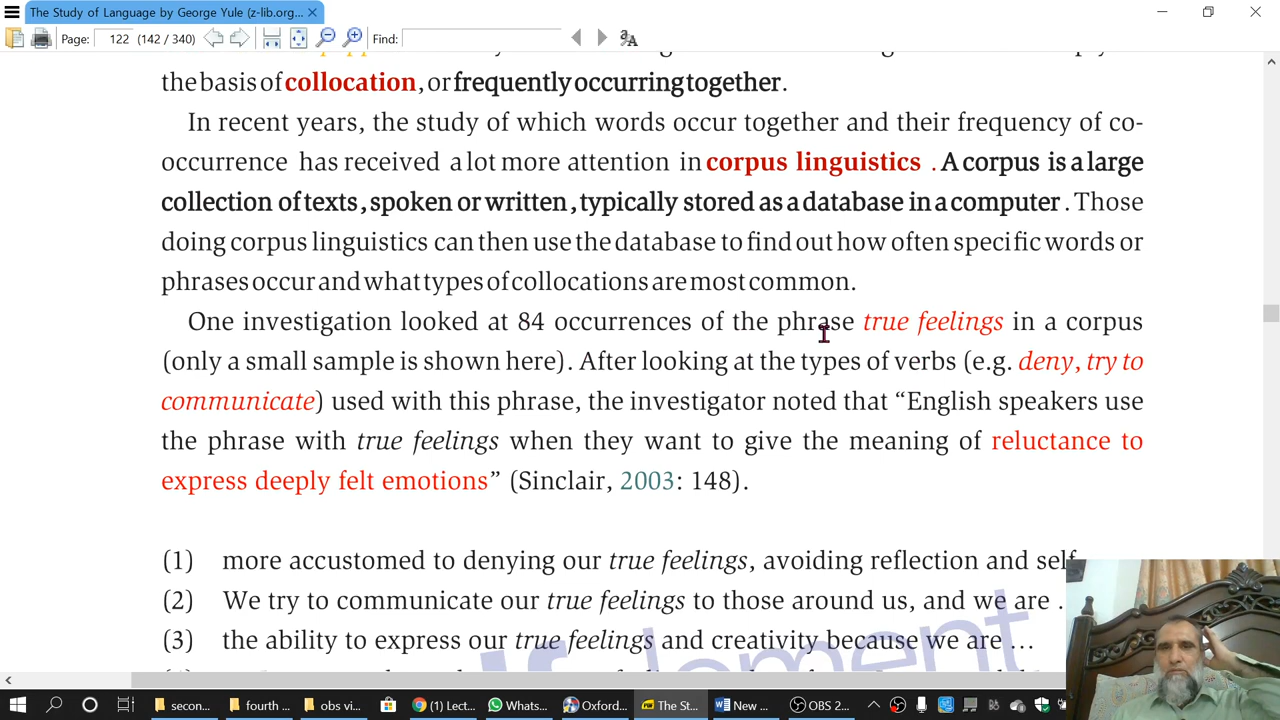 The Study of Language by George Yule (z-lib.org...
Page: 122 (142 / 340) Find:
the basis of collocation, or frequently occurring together.
In recent years, the study of which words occur together and their frequency of co-
occurrence has received a lot more attention in corpus linguistics . A corpus is a large
collection of texts, spoken or written, typically stored as a database in a computer . Those
doing corpus linguistics can then use the database to find out how often specific words or
phrases occur and what types of collocations are most common.
One investigation looked at 84 occurrences of the phrase true feelings in a corpus
(only a small sample is shown here). After looking at the types of verbs (e.g. deny, try to
communicate) used with this phrase, the investigator noted that “English speakers use
the phrase with true feelings when they want to give the meaning of reluctance to
express deeply felt emotions” (Sinclair, 2003: 148).
(1) more accustomed to denying our true feelings, avoiding reflection and self
(2) We try to communicate our true feelings to those around us, and we are .
(3) the ability to express our true feelings and creativity because we are …
secon... fourth ... obs vi... (1) Lect... Whats... Oxford... The St... New ... OBS 2...